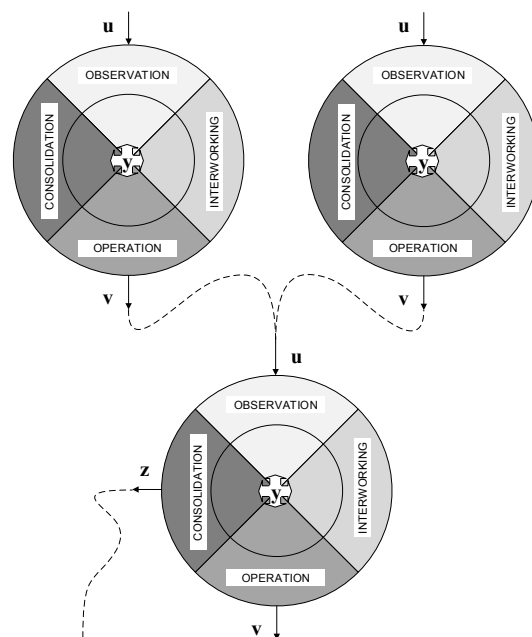 u
u
OBSERVATION
OBSERVATION
CONSOLIDATION
y
INTERWORKING
CONSOLIDATION
y
INTERWORKING
OPERATION
OPERATION
v
v
u
OBSERVATION
z
CONSOLIDATION
y
INTERWORKING
OPERATION
v